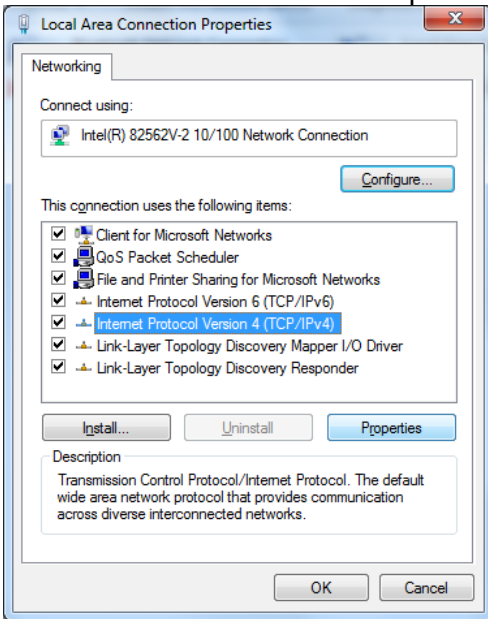 Local Area Connection Properties
Networking
Connect using:
Intel(R) 82562V-2 10/100 Network Connection
Configure...
This connection uses the following items:
Client for Microsoft Networks
QoS Packet Scheduler
File and Printer Sharing for Microsoft Networks
Internet Protocol Version 6 (TCP/IPv6)
Internet Protocol Version 4 (TCP/IPv4)
Link-Layer Topology Discovery Mapper I/O Driver
Link-Layer Topology Discovery Responder
Install... Uninstall Properties
Description
Transmission Control Protocol/Internet Protocol. The default
wide area network protocol that provides communication
across diverse interconnected networks.
OK Cancel